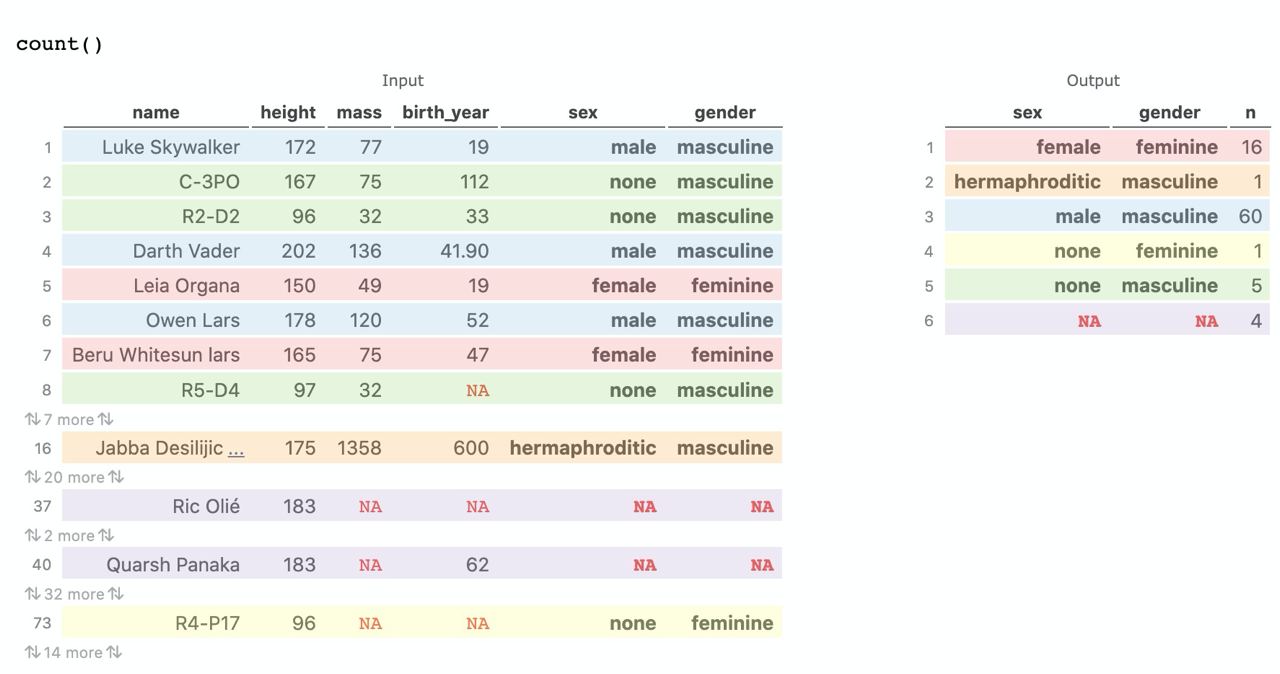 count()
Input Output
name height mass birth_year sex gender sex gender n
1 Luke Skywalker 172 77 19 male masculine 1 female feminine 16
2 C-3PO 167 75 112 none masculine 2 hermaphroditic masculine 1
3 R2-D2 96 32 33 none masculine 3 male masculine 60
4 Darth Vader 202 136 41.90 male masculine 4 none feminine 1
5 Leia Organa 150 49 19 female feminine 5 none masculine 5
6 Owen Lars 178 120 52 male masculine 6 NA NA 4
7 Beru Whitesun lars 165 75 47 female feminine
8 R5-D4 97 32 NA none masculine
⇅ 7 more ⇅
16 Jabba Desilijic ... 175 1358 600 hermaphroditic masculine
⇅ 20 more ⇅
37 Ric Olié 183 NA NA NA NA
⇅ 2 more ⇅
40 Quarsh Panaka 183 NA 62 NA NA
⇅ 32 more ⇅
73 R4-P17 96 NA NA none feminine
⇅ 14 more ⇅